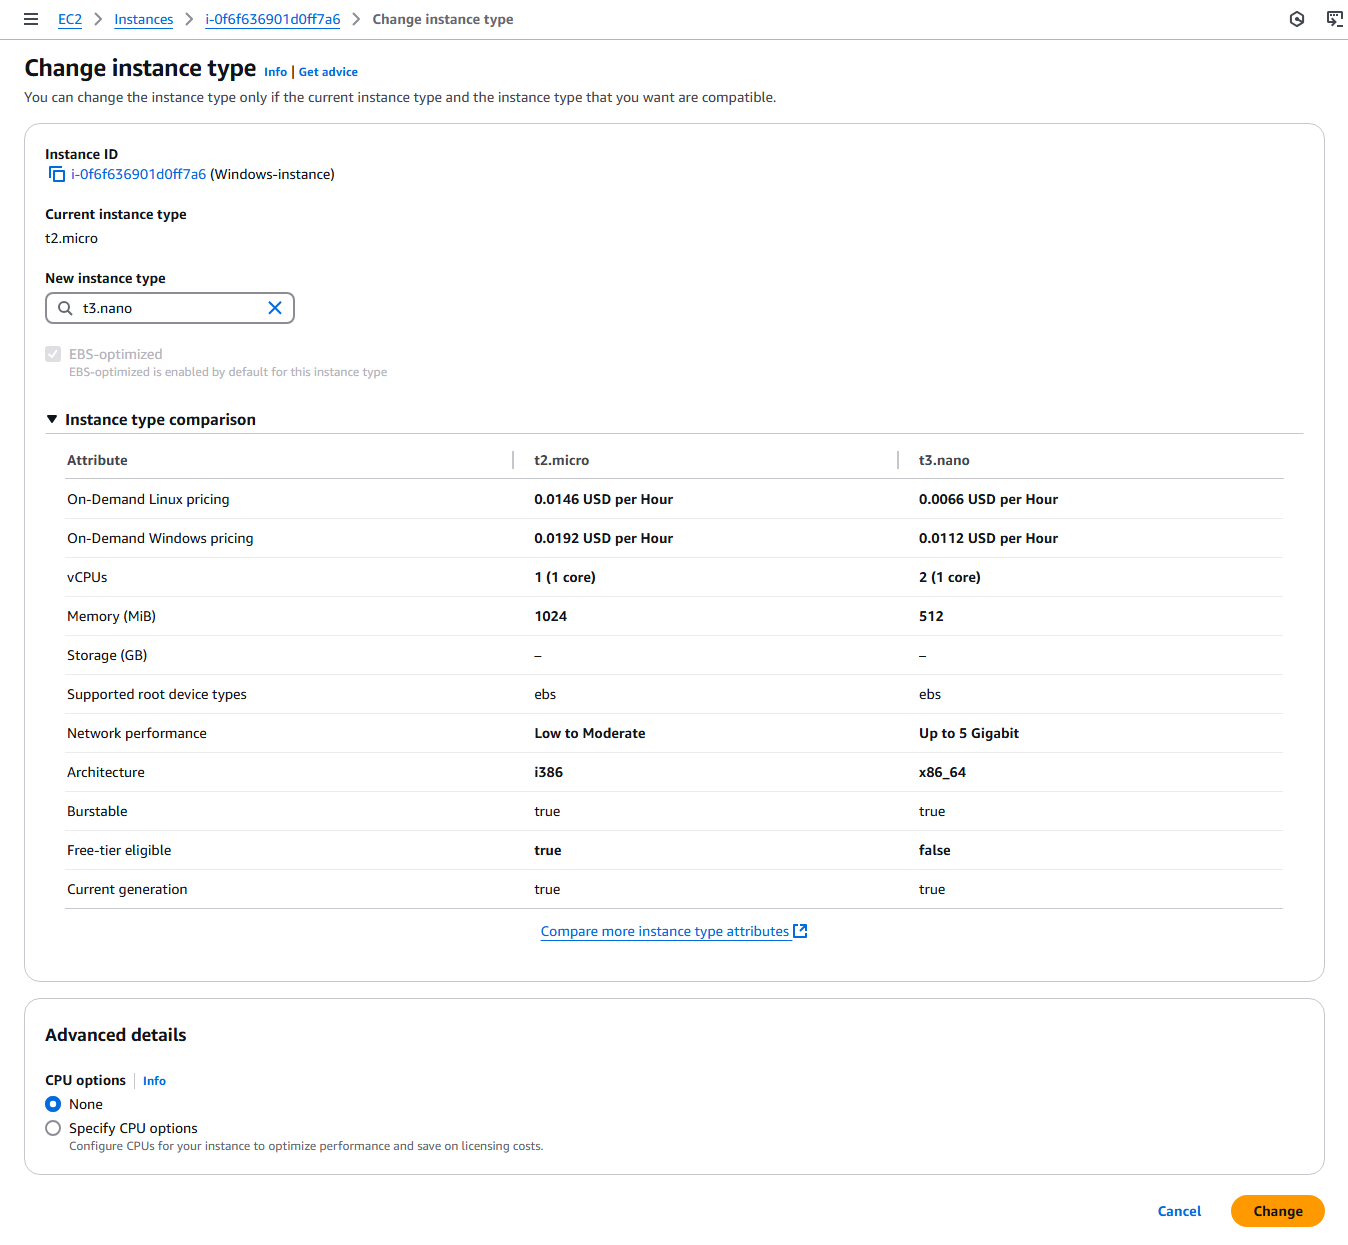 EC2 > Instances > i-0f6f636901d0ff7a6 > Change instance type
Change instance type Info | Get advice
You can change the instance type only if the current instance type and the instance type that you want are compatible.
Instance ID
i-0f6f636901d0ff7a6 (Windows-instance)
Current instance type
t2.micro
New instance type
t3.nano
EBS-optimized
EBS-optimized is enabled by default for this instance type
Instance type comparison
Attribute t2.micro t3.nano
On-Demand Linux pricing 0.0146 USD per Hour 0.0066 USD per Hour
On-Demand Windows pricing 0.0192 USD per Hour 0.0112 USD per Hour
vCPUs 1 (1 core) 2 (1 core)
Memory (MiB) 1024 512
Storage (GB) – –
Supported root device types ebs ebs
Network performance Low to Moderate Up to 5 Gigabit
Architecture i386 x86_64
Burstable true true
Free-tier eligible true false
Current generation true true
Compare more instance type attributes
Advanced details
CPU options Info
None
Specify CPU options
Configure CPUs for your instance to optimize performance and save on licensing costs.
Cancel Change